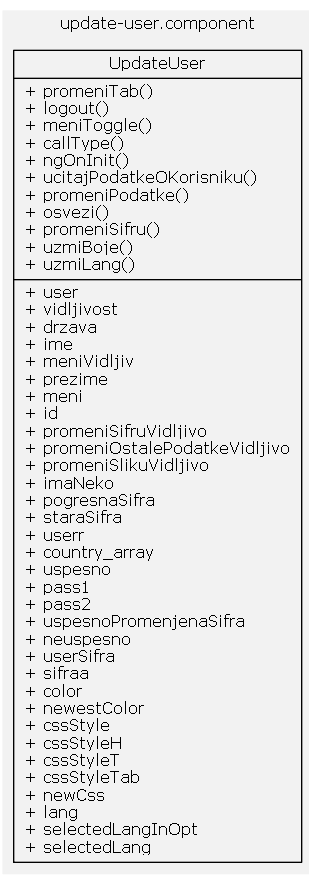 update-user.component
UpdateUser
+ promeniTab()
+ logout()
+ meniToggle()
+ callType()
+ ngOnInit()
+ ucitajPodatkeOKorisniku()
+ promeniPodatke()
+ osvezi()
+ promeniSifru()
+ uzmiBoje()
+ uzmiLang()
+ user
+ vidljivost
+ drzava
+ ime
+ meniVidljiv
+ prezime
+ meni
+ id
+ promeniSifruVidljivo
+ promeniOstalePodatkeVidljivo
+ promeniSlikuVidljivo
+ imaNeko
+ pogresnaSifra
+ staraSifra
+ userr
+ country_array
+ uspesno
+ pass1
+ pass2
+ uspesnoPromenjenaSifra
+ neuspesno
+ userSifra
+ sifraa
+ color
+ newestColor
+ cssStyle
+ cssStyleH
+ cssStyleT
+ cssStyleTab
+ newCss
+ lang
+ selectedLangInOpt
+ selectedLang